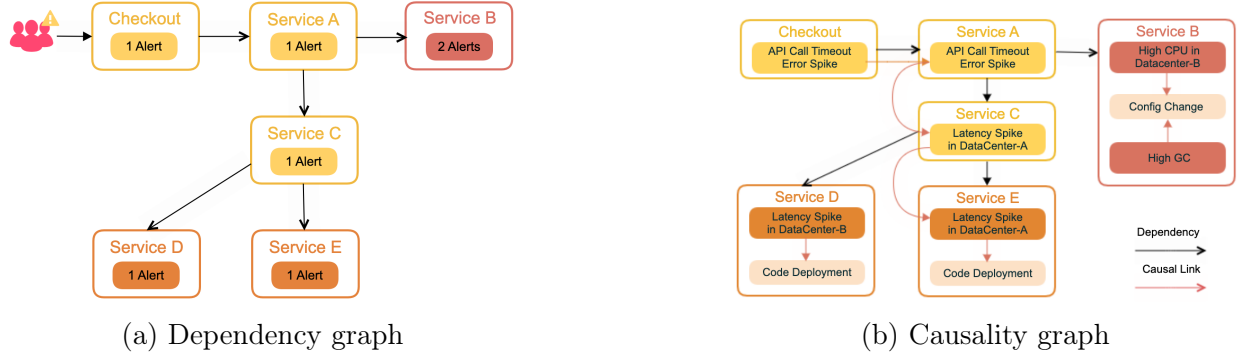 Checkout
1 Alert
Service A
1 Alert
Service B
2 Alerts
Service C
1 Alert
Service D
1 Alert
Service E
1 Alert
(a) Dependency graph
Checkout
API Call Timeout
Error Spike
Service A
API Call Timeout
Error Spike
Service B
High CPU in
Datacenter-B
Config Change
High GC
Service C
Latency Spike
in DataCenter-A
Service D
Latency Spike
in DataCenter-B
Code Deployment
Service E
Latency Spike
in DataCenter-A
Code Deployment
Dependency
Causal Link
(b) Causality graph